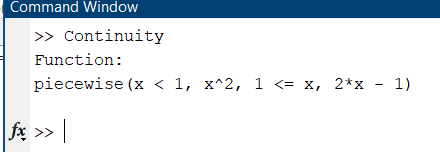 Command Window
>> Continuity
Function:
piecewise(x < 1, x^2, 1 <= x, 2*x - 1)
fx >>